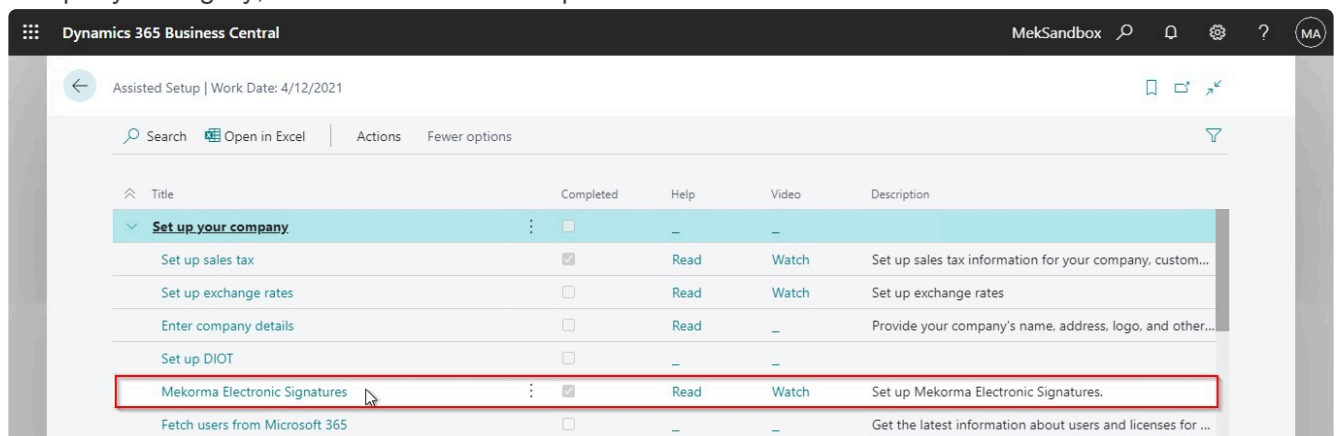 Dynamics 365 Business Central MekSandbox ? MA
Assisted Setup | Work Date: 4/12/2021
Search Open in Excel Actions Fewer options
Title Completed Help Video Description
Set up your company _ _
Set up sales tax Read Watch Set up sales tax information for your company, custom...
Set up exchange rates Read Watch Set up exchange rates
Enter company details Read _ Provide your company's name, address, logo, and other...
Set up DIOT _ _
Mekorma Electronic Signatures Read Watch Set up Mekorma Electronic Signatures.
Fetch users from Microsoft 365 _ _ Get the latest information about users and licenses for ...